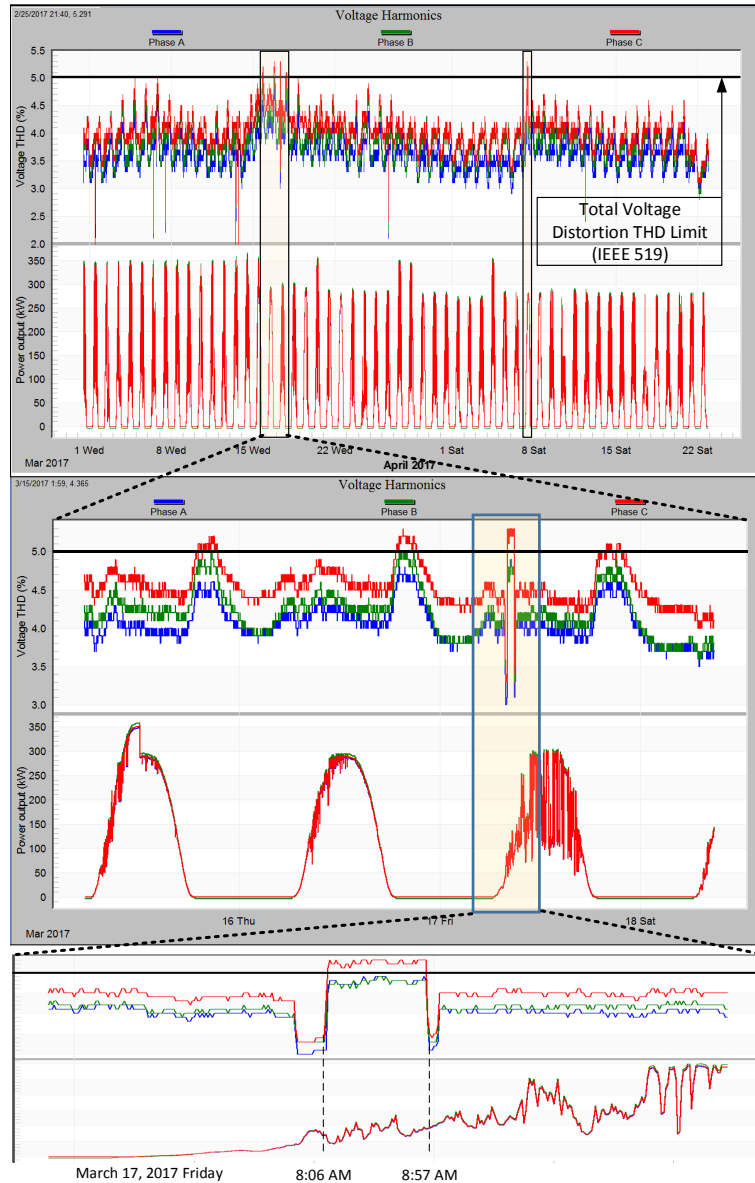 2/25/2017 21:40, 5.291
Voltage Harmonics
Phase A
Phase B
Phase C
5.5
5.0
4.5
4.0
3.5
3.0
2.5
2.0
Voltage THD (%)
Total Voltage
Distortion THD Limit
(IEEE 519)
350
300
250
200
150
100
50
0
Power output (kW)
1 Wed
8 Wed
15 Wed
22 Wed
1 Sat
8 Sat
15 Sat
22 Sat
Mar 2017
April 2017
3/15/2017 1:59, 4.365
Voltage Harmonics
Phase A
Phase B
Phase C
5.0
4.5
4.0
3.5
3.0
Voltage THD (%)
350
300
250
200
150
100
50
0
Power output (kW)
16 Thu
17 Fri
18 Sat
Mar 2017
March 17, 2017 Friday
8:06 AM
8:57 AM